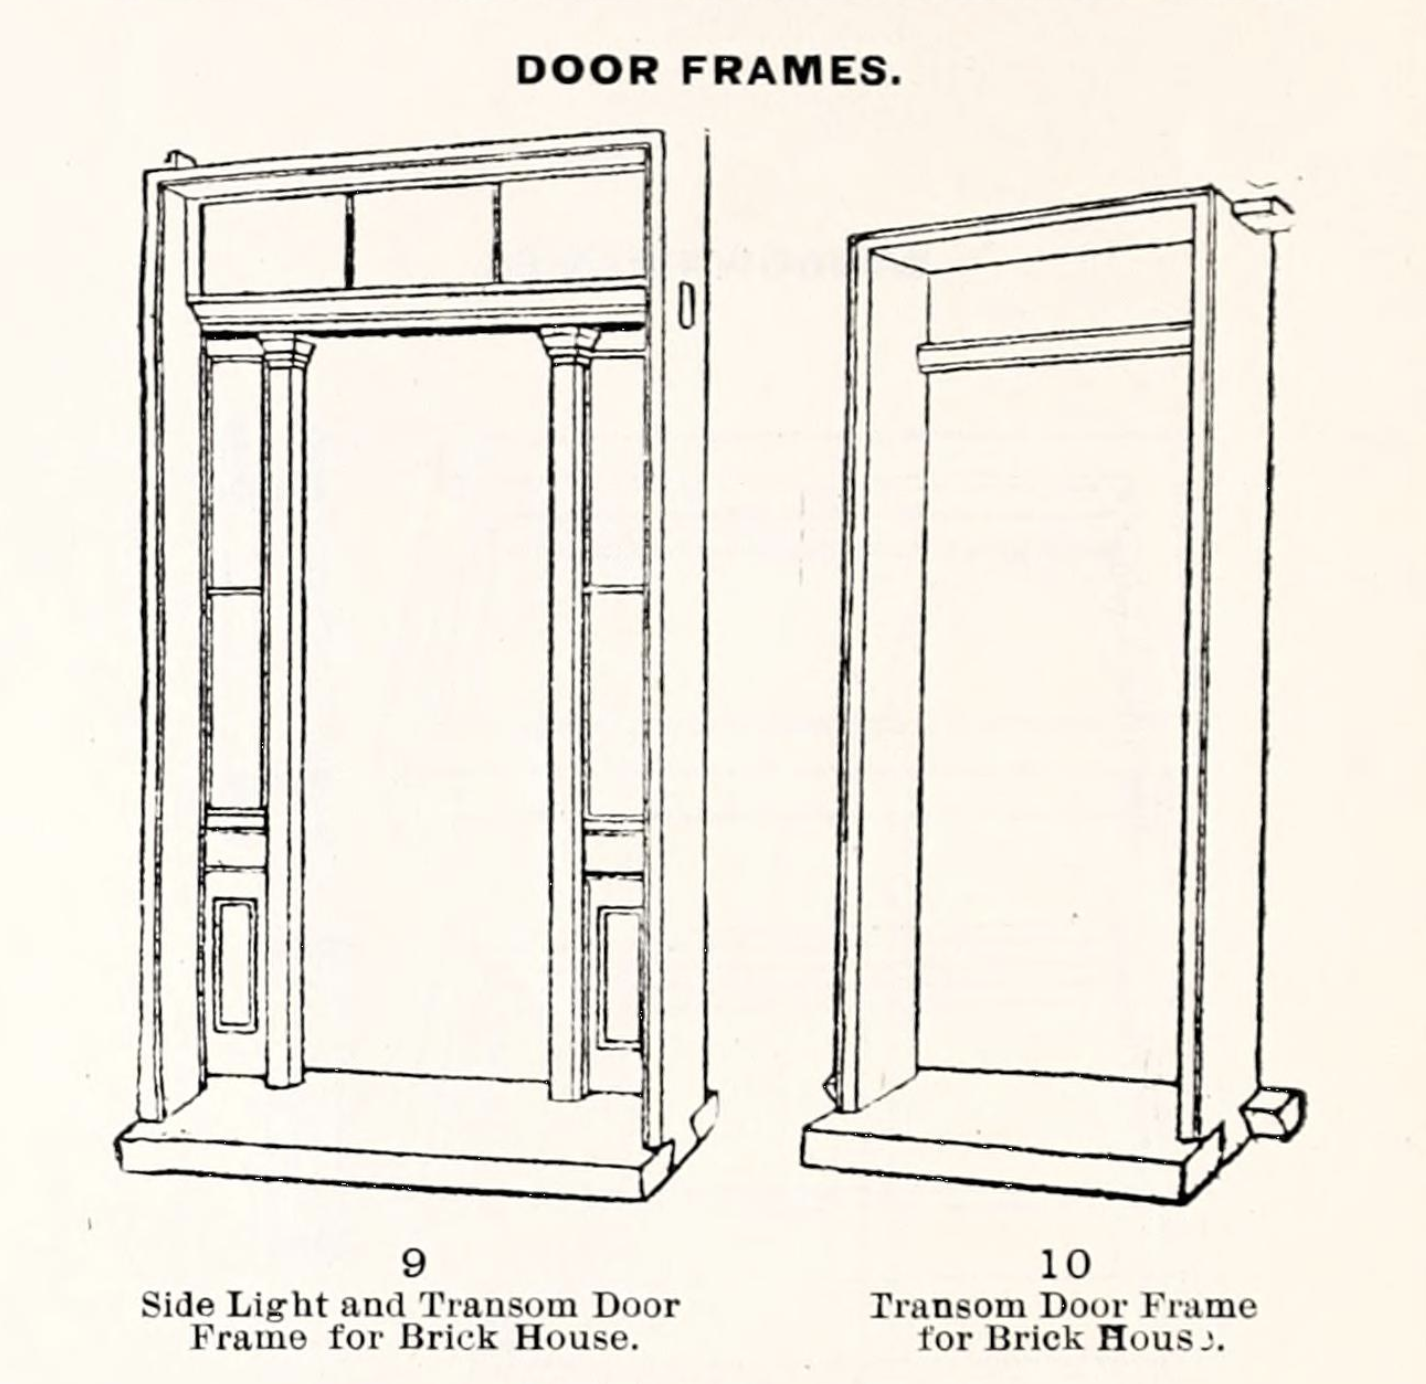 DOOR FRAMES.
9
Side Light and Transom Door
Frame for Brick House.
10
Transom Door Frame
for Brick House.